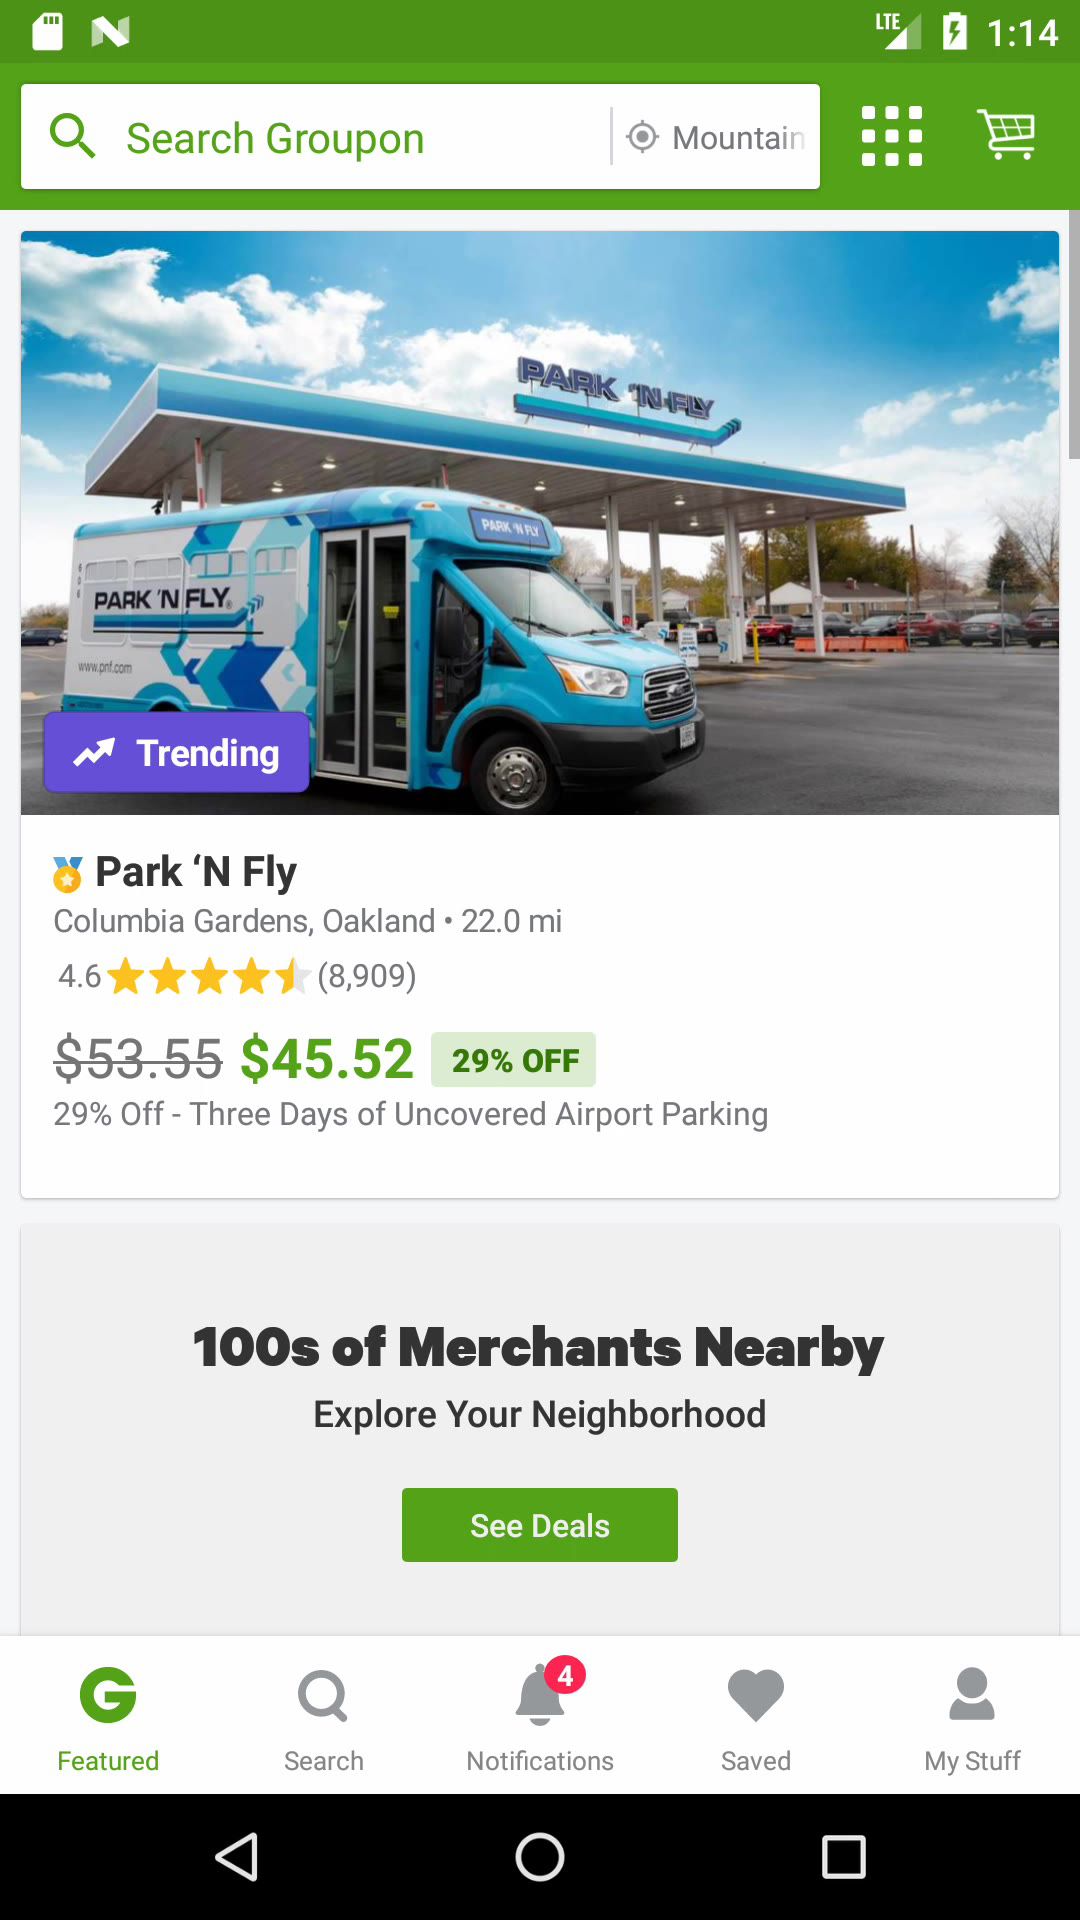 LTE 1:14
Search Groupon Mountain
PARK 'N FLY
PARK 'N FLY
606
PARK 'N FLY®
www.pnf.com
Trending
Park ‘N Fly
Columbia Gardens, Oakland • 22.0 mi
4.6 (8,909)
$53.55 $45.52 29% OFF
29% Off - Three Days of Uncovered Airport Parking
100s of Merchants Nearby
Explore Your Neighborhood
See Deals
4
Featured Search Notifications Saved My Stuff